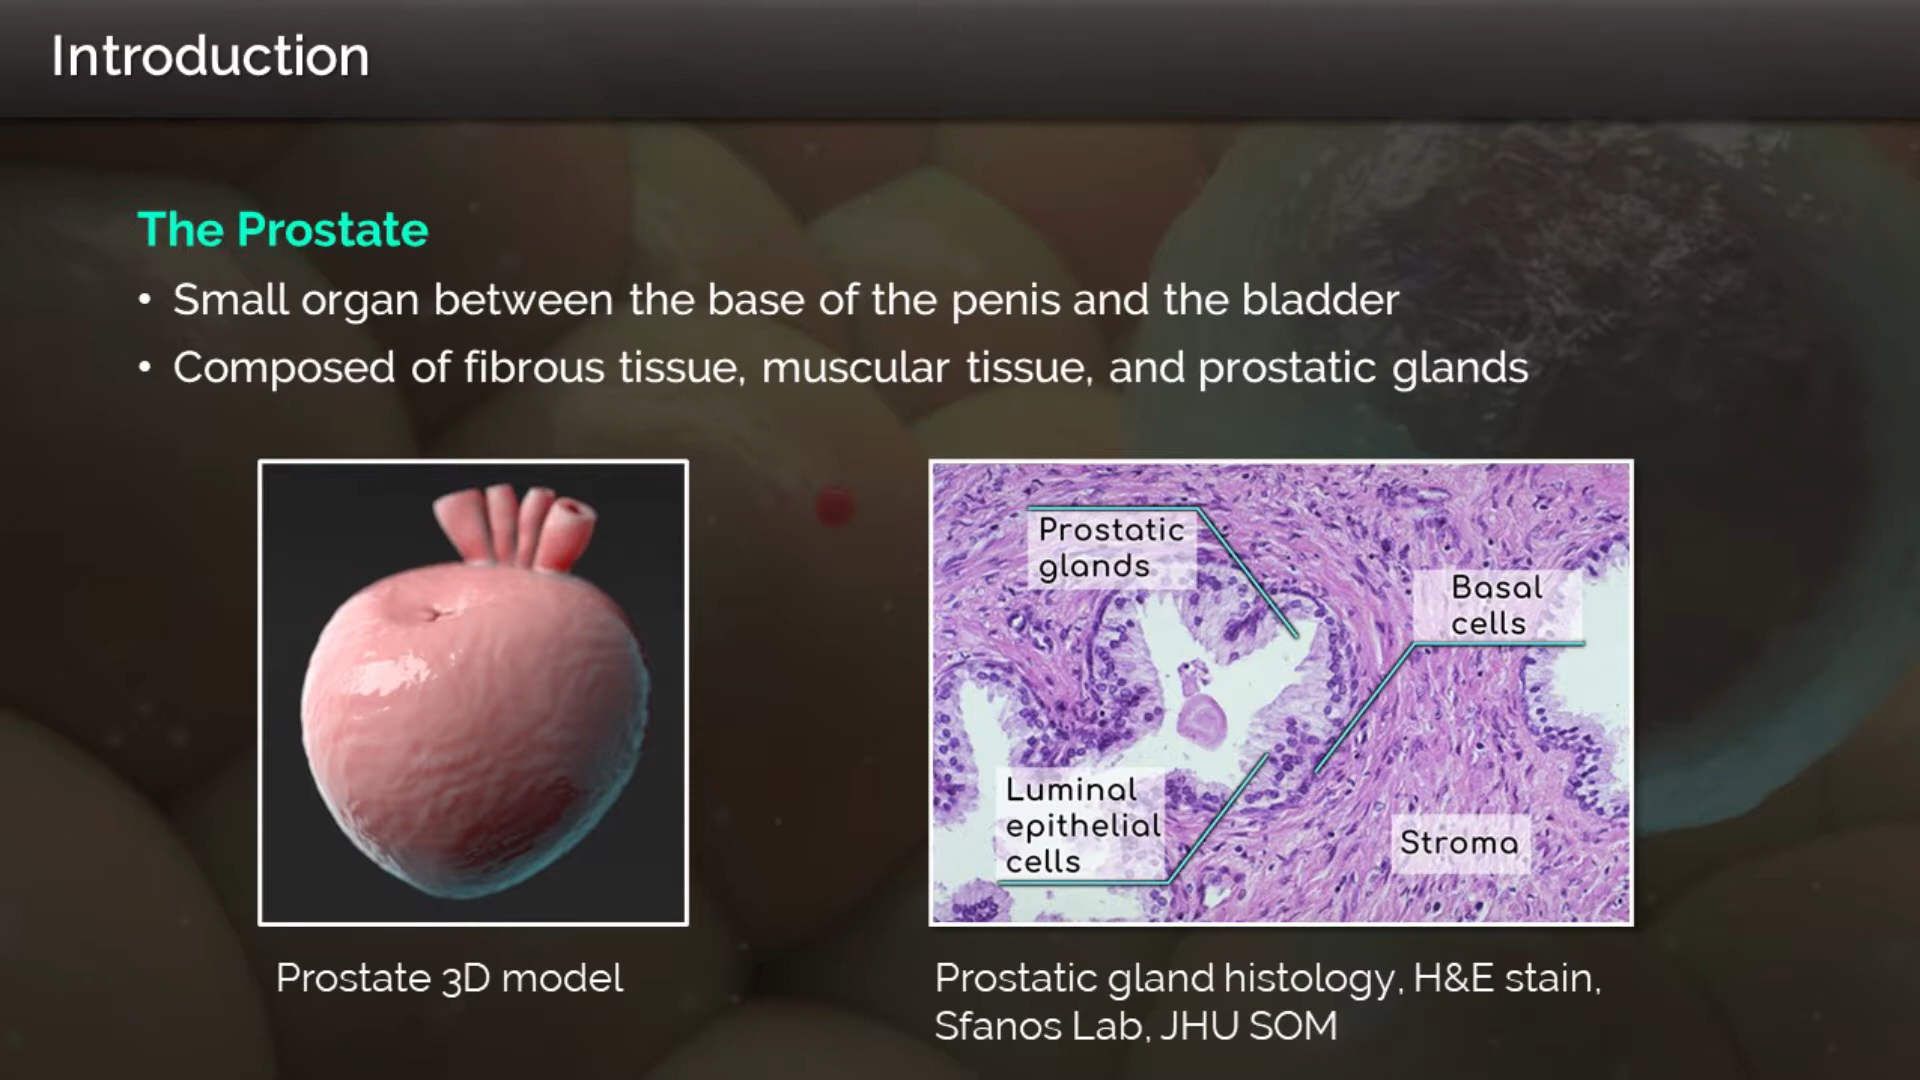 Introduction
The Prostate
• Small organ between the base of the penis and the bladder
• Composed of fibrous tissue, muscular tissue, and prostatic glands
Prostatic
glands
Basal
cells
Luminal
epithelial
cells
Stroma
Prostate 3D model
Prostatic gland histology, H&E stain,
Sfanos Lab, JHU SOM